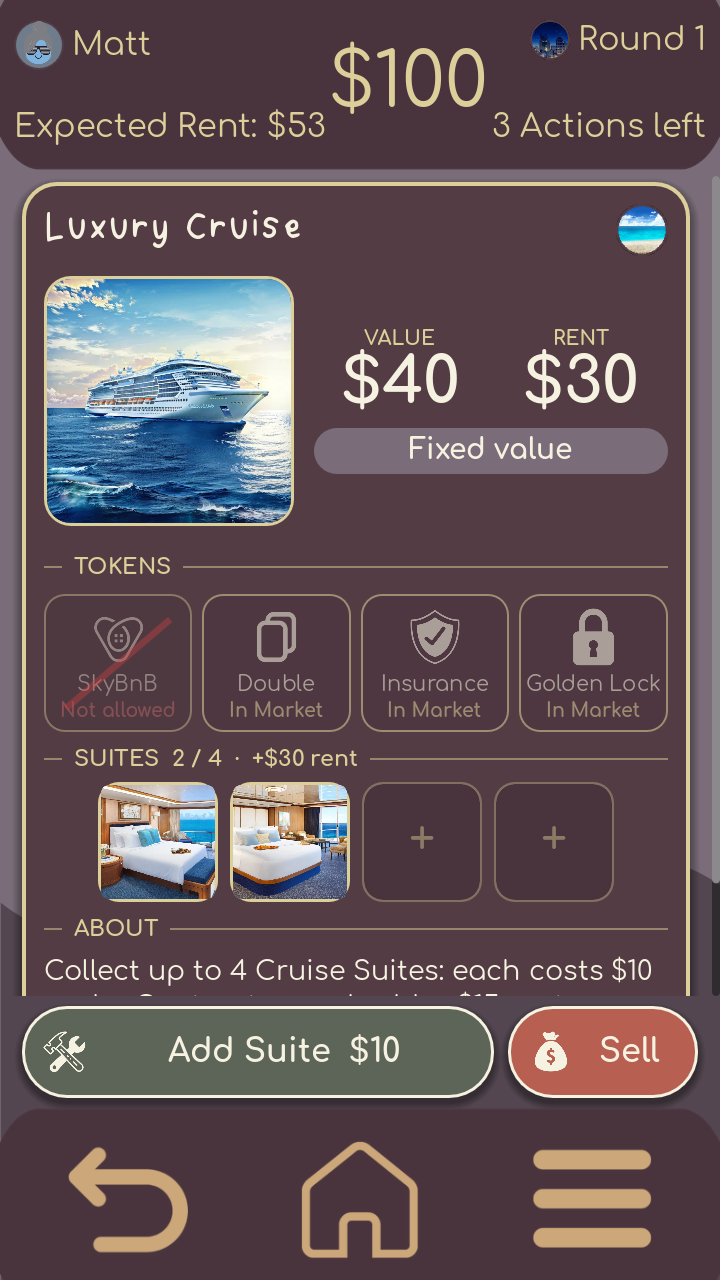 Matt
$100
Round 1
Expected Rent: $53
3 Actions left
Luxury Cruise
VALUE
RENT
$40
$30
Fixed value
TOKENS
SkyBnB
Not allowed
Double
In Market
Insurance
In Market
Golden Lock
In Market
SUITES 2 / 4 · +$30 rent
+
+
ABOUT
Collect up to 4 Cruise Suites: each costs $10
Add Suite $10
Sell